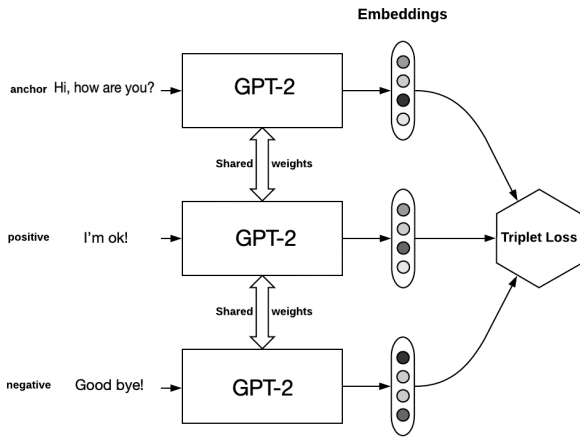 Embeddings
anchor Hi, how are you? GPT-2
Shared weights
positive I'm ok! GPT-2 Triplet Loss
Shared weights
negative Good bye! GPT-2